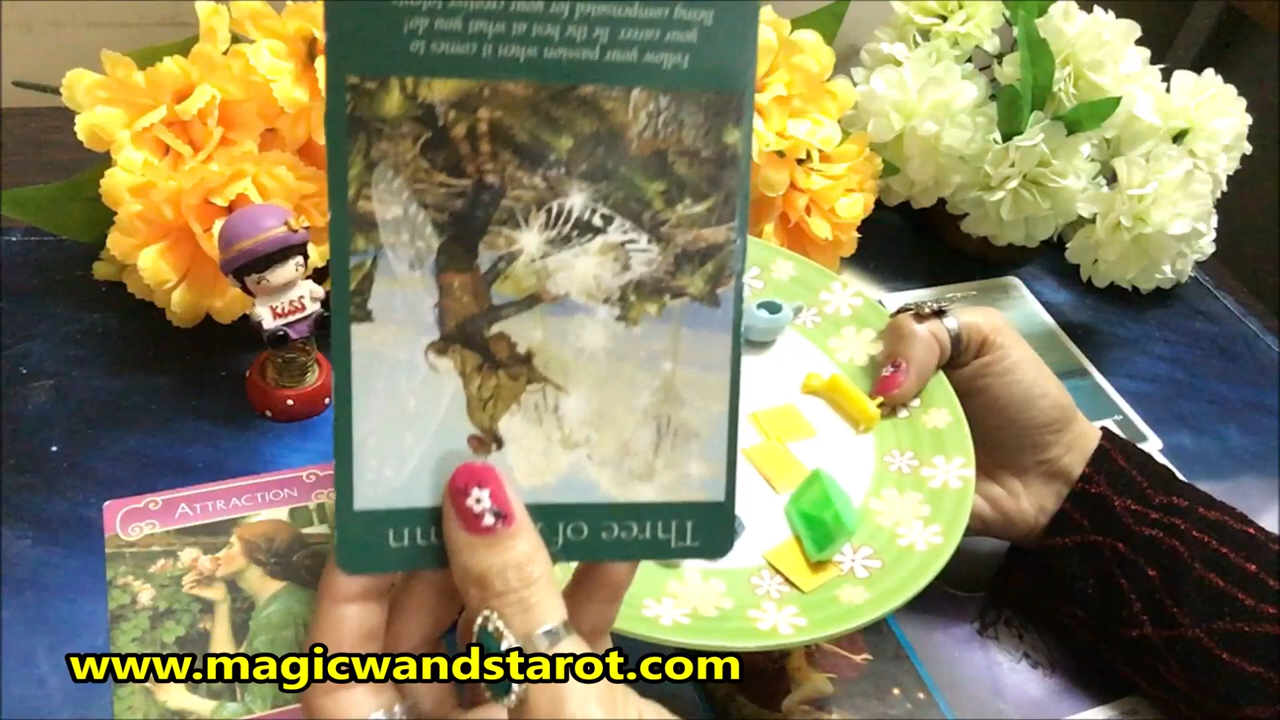 Follow your passion when it comes to
your career. Be the best at what you do!
Being compensated for your creative talents.
Three of
kiss
ATTRACTION
www.magicwandstarot.com